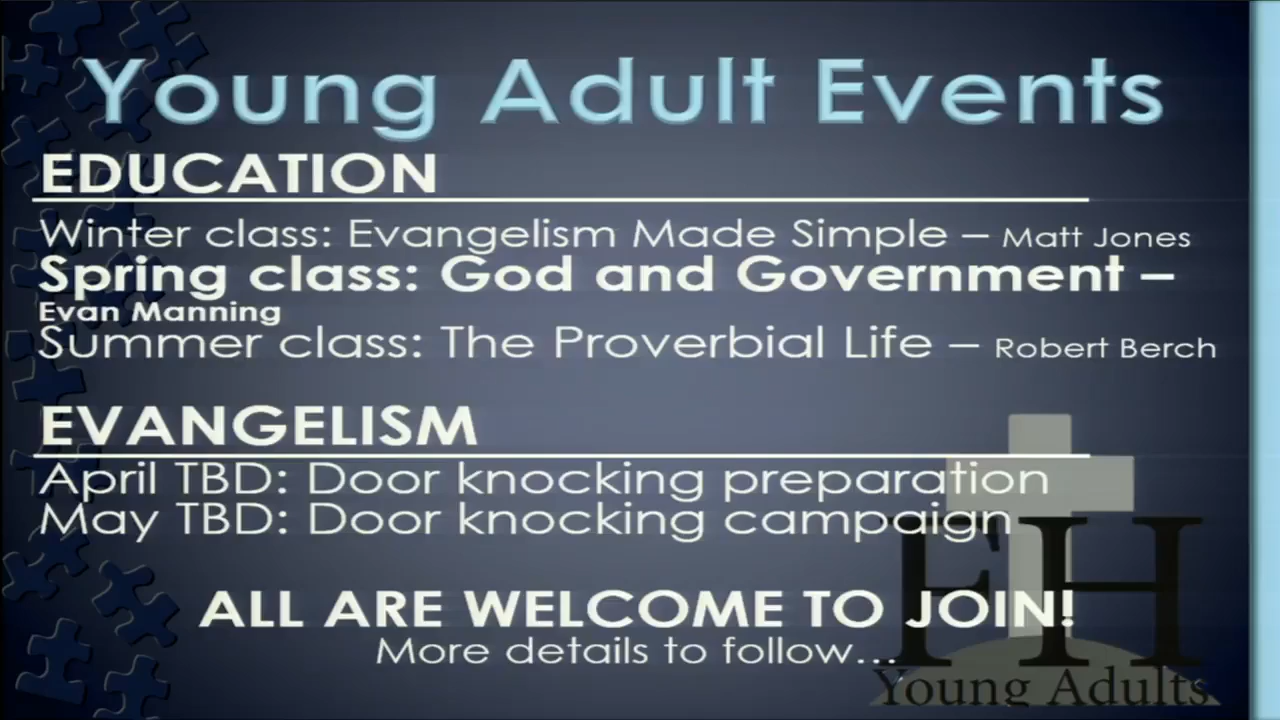 Young Adult Events
EDUCATION
Winter class: Evangelism Made Simple – Matt Jones
Spring class: God and Government –
Evan Manning
Summer class: The Proverbial Life – Robert Berch
EVANGELISM
April TBD: Door knocking preparation
May TBD: Door knocking campaign
ALL ARE WELCOME TO JOIN!
More details to follow...
FH
Young Adults